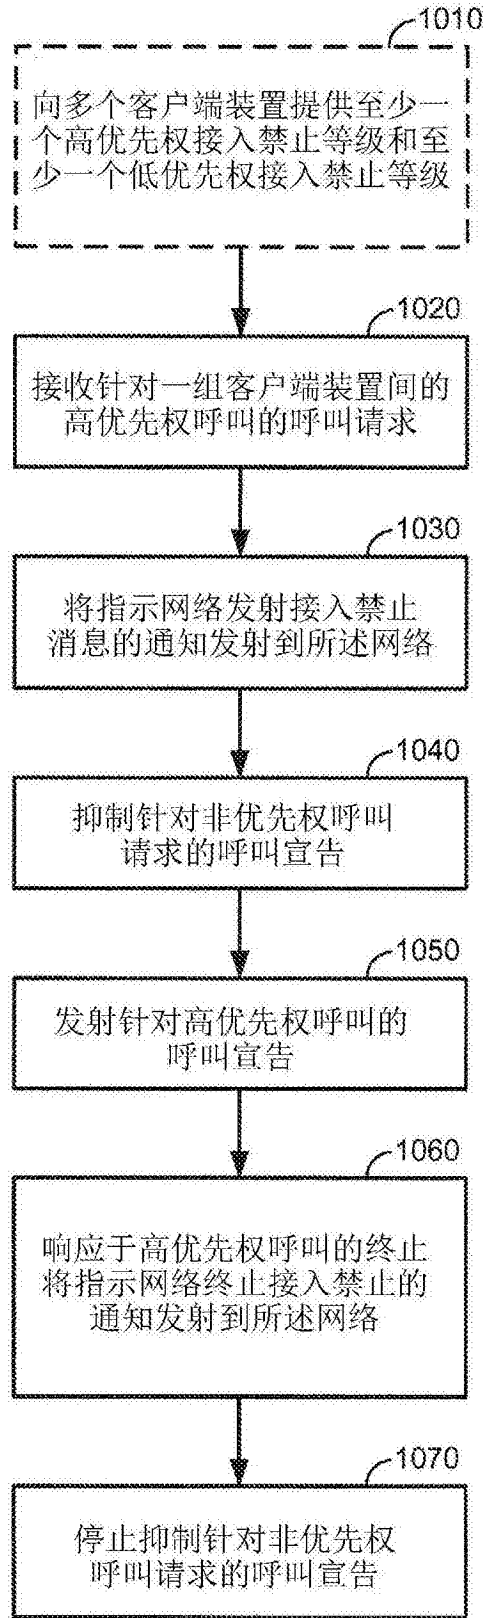 1010
向多个客户端装置提供至少一
个高优先权接入禁止等级和至
少一个低优先权接入禁止等级
1020
接收针对一组客户端装置间的
高优先权呼叫的呼叫请求
1030
将指示网络发射接入禁止
消息的通知发射到所述网络
1040
抑制针对非优先权呼叫
请求的呼叫宣告
1050
发射针对高优先权呼叫的
呼叫宣告
1060
响应于高优先权呼叫的终止
将指示网络终止接入禁止的
通知发射到所述网络
1070
停止抑制针对非优先权
呼叫请求的呼叫宣告